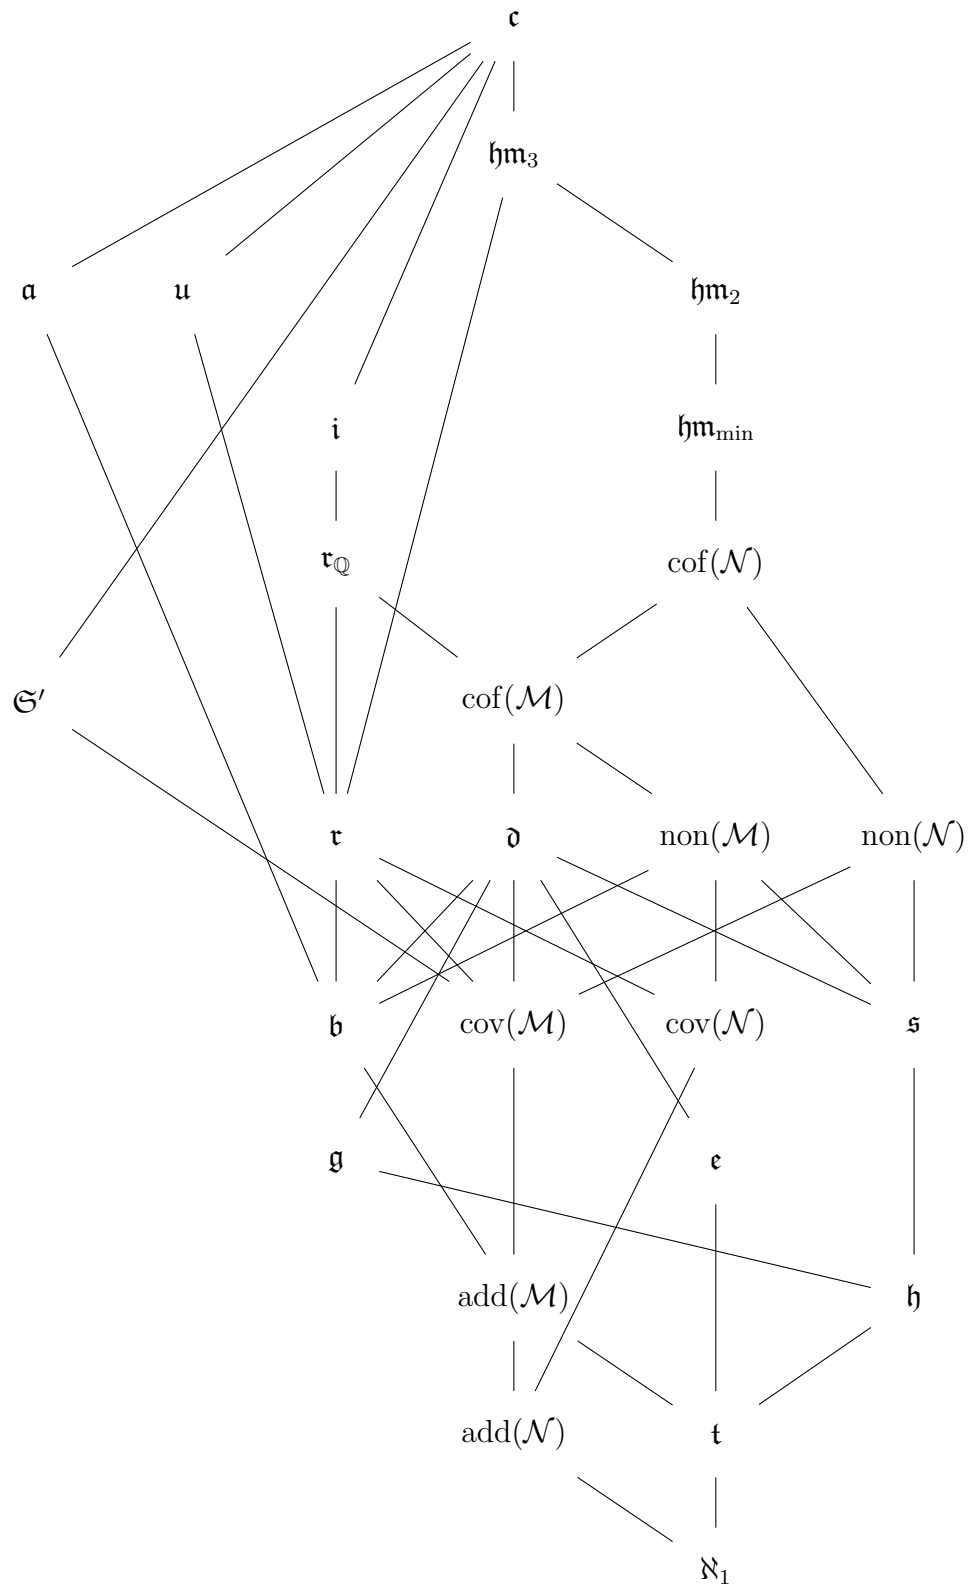 𝔠
𝔥𝔪₃
𝔞 𝔲 𝔥𝔪₂
𝔦 𝔥𝔪_min
𝔯_ℚ cof(𝒩)
𝔖′ cof(ℳ)
𝔯 𝔡 non(ℳ) non(𝒩)
𝔟 cov(ℳ) cov(𝒩) 𝔰
𝔤 𝔢
add(ℳ) 𝔥
add(𝒩) 𝔱
ℵ₁